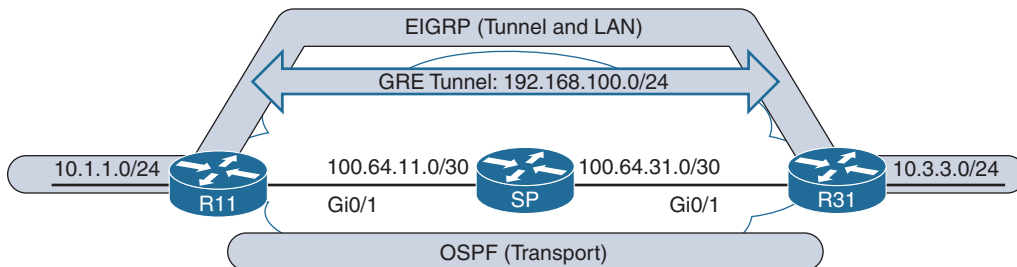 EIGRP (Tunnel and LAN)
GRE Tunnel: 192.168.100.0/24
10.1.1.0/24
100.64.11.0/30
100.64.31.0/30
10.3.3.0/24
R11
Gi0/1
SP
Gi0/1
R31
OSPF (Transport)